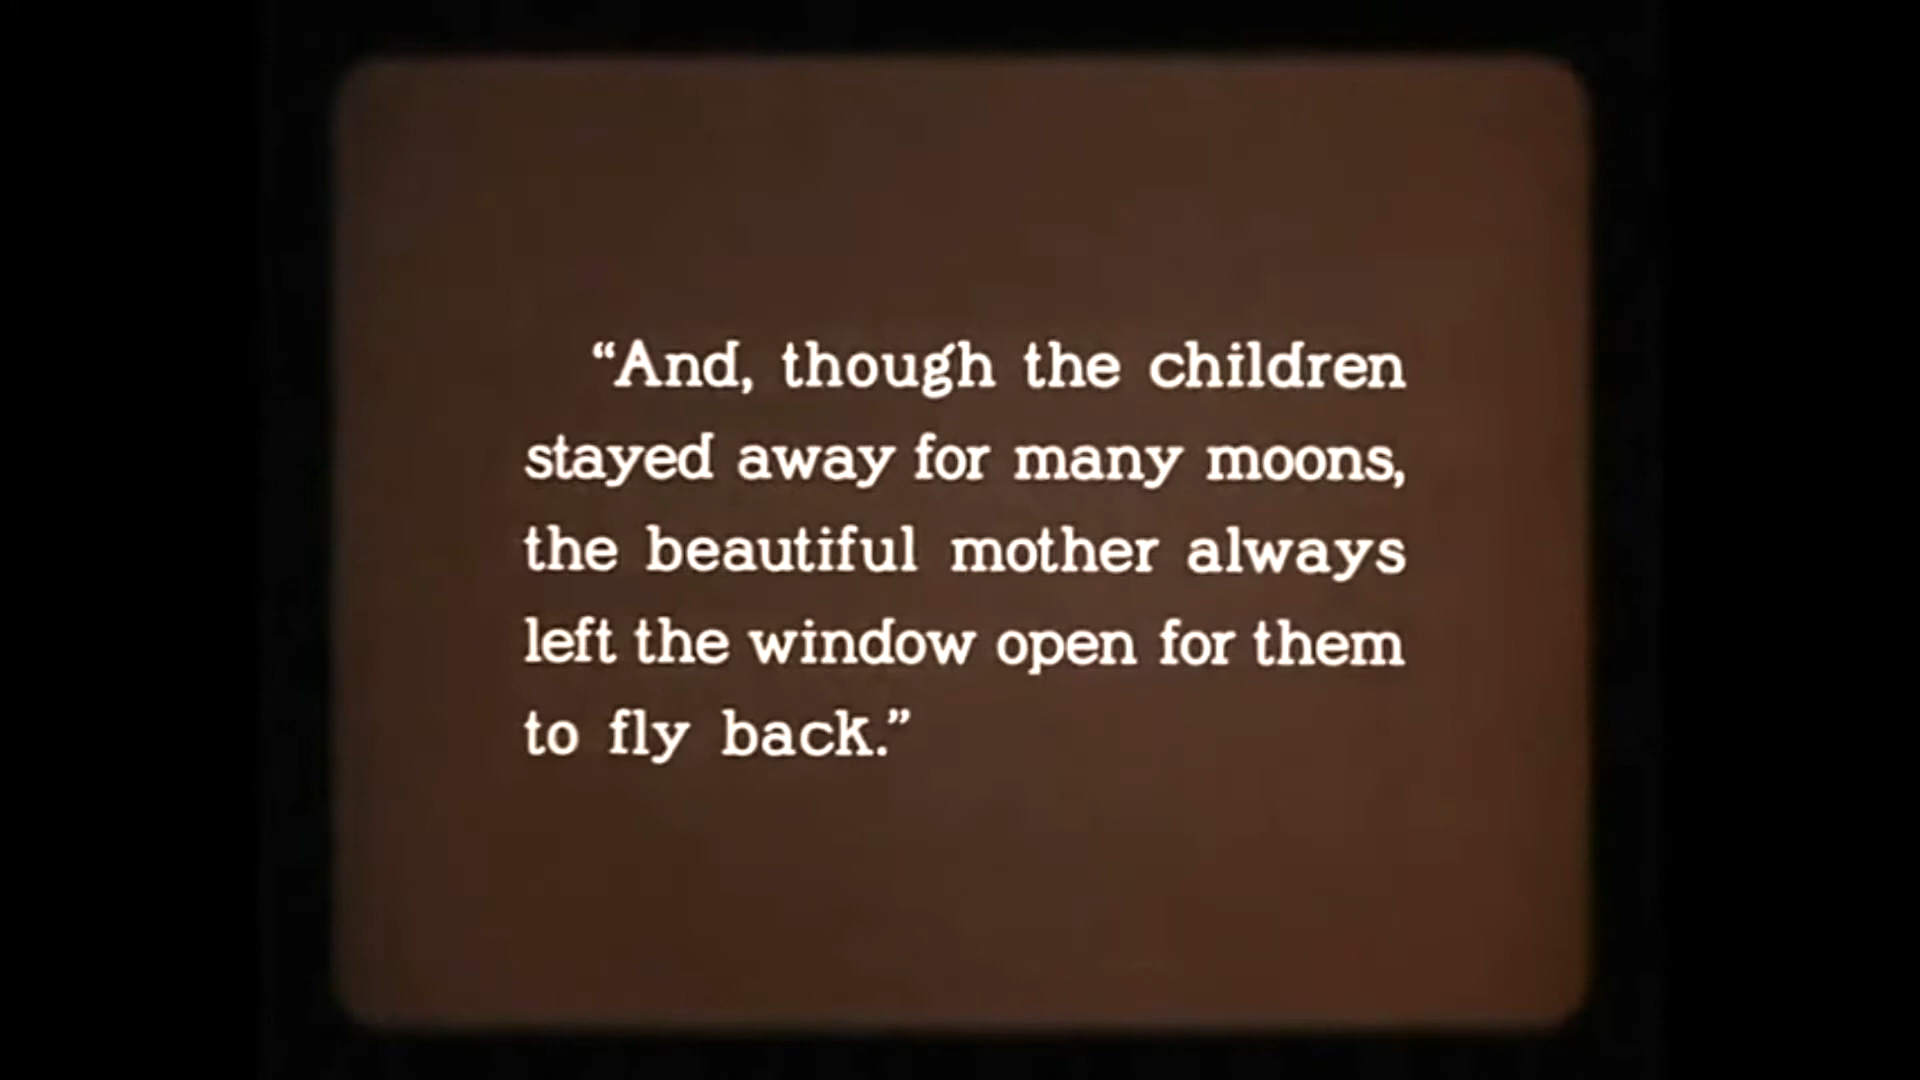 “And, though the children
stayed away for many moons,
the beautiful mother always
left the window open for them
to fly back.”